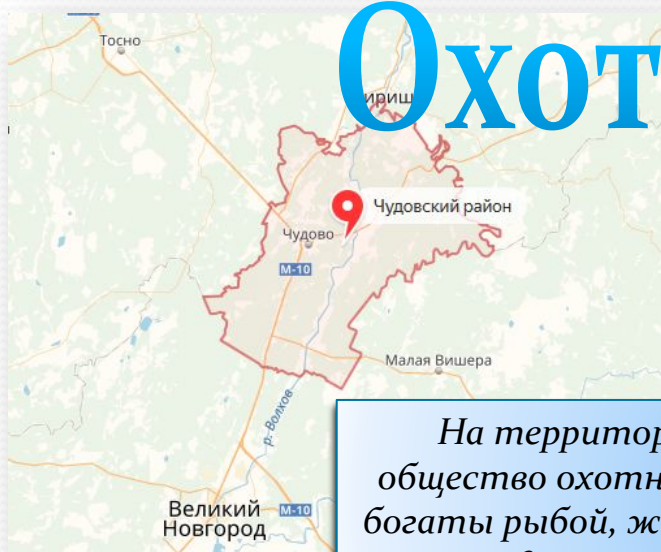 Охот
Тосно
Чудовский район
Чудово
М-10
Малая Вишера
р. Волхов
Великий
Новгород
М-10
На территор
общество охотн
богаты рыбой, ж